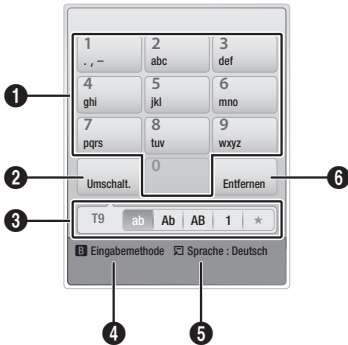 1 2 3
. , – abc def
4 5 6
ghi jkl mno
7 8 9
pqrs tuv wxyz
0
Umschalt. Entfernen
T9 ab Ab AB 1 ★
B Eingabemethode Sprache : Deutsch
1
2
3
4
5
6